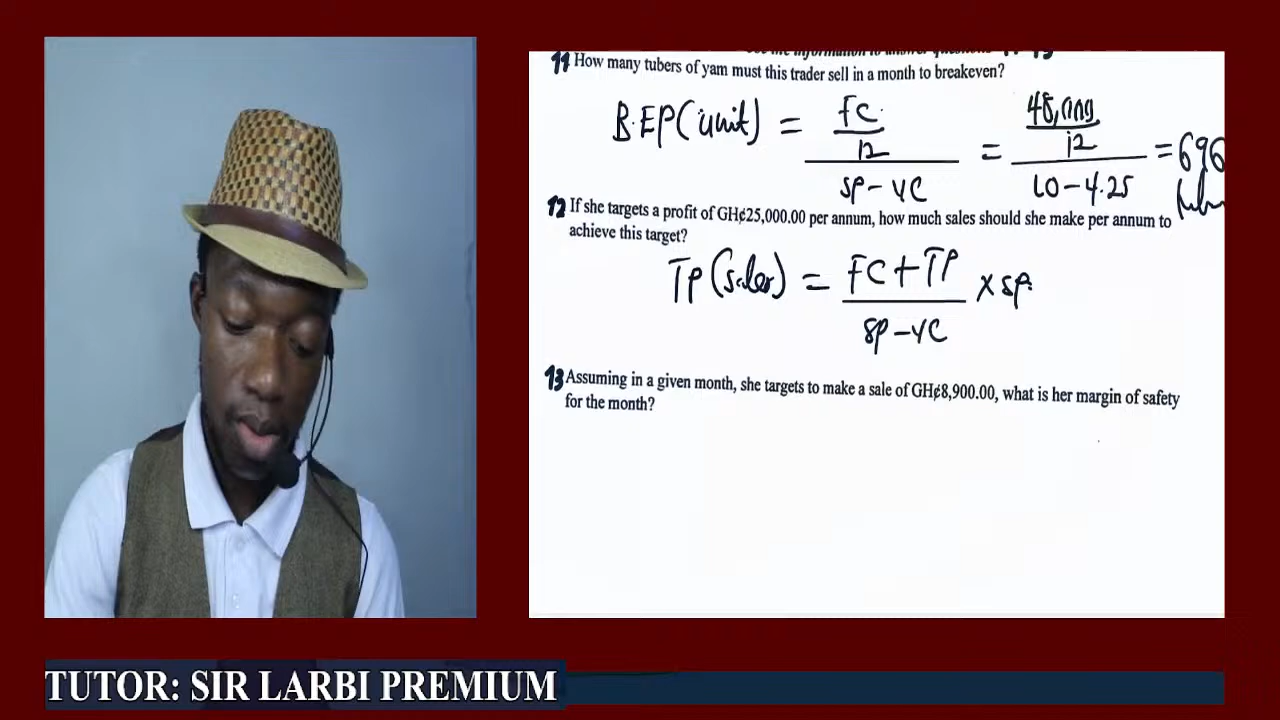 11 How many tubers of yam must this trader sell in a month to breakeven?
B.EP(unit) = FC/12 / SP-VC = 48,000/12 / 10-4.25 = 696
12 If she targets a profit of GH¢25,000.00 per annum, how much sales should she make per annum to
achieve this target?
TP(sales) = FC+TP / SP-VC × SP
13 Assuming in a given month, she targets to make a sale of GH¢8,900.00, what is her margin of safety
for the month?
TUTOR: SIR LARBI PREMIUM